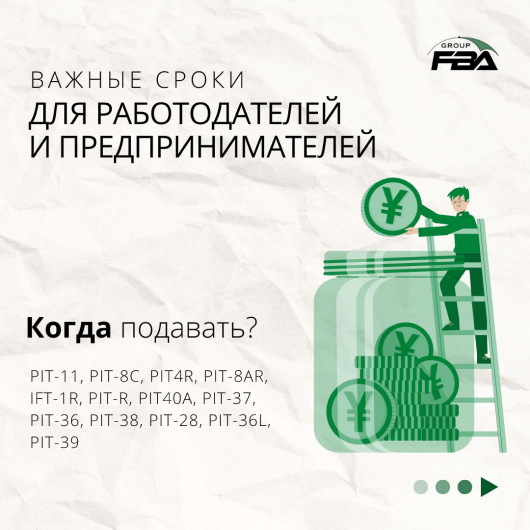 GROUP
FBA
ВАЖНЫЕ СРОКИ
ДЛЯ РАБОТОДАТЕЛЕЙ
И ПРЕДПРИНИМАТЕЛЕЙ
¥
Когда подавать?
¥
¥
¥
PIT-11, PIT-8C, PIT4R, PIT-8AR,
IFT-1R, PIT-R, PIT40A, PIT-37,
PIT-36, PIT-38, PIT-28, PIT-36L,
PIT-39